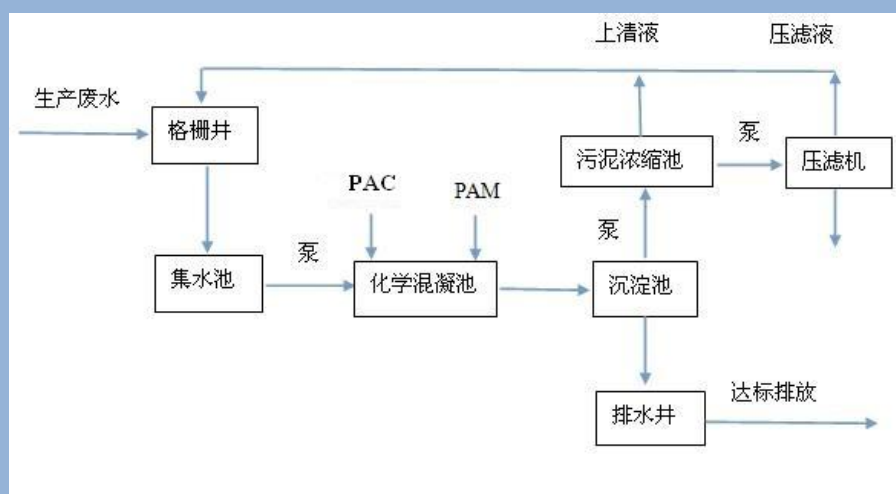 上清液
压滤液
生产废水
格栅井
污泥浓缩池
泵
压滤机
PAC
PAM
泵
泵
集水池
化学混凝池
沉淀池
达标排放
排水井